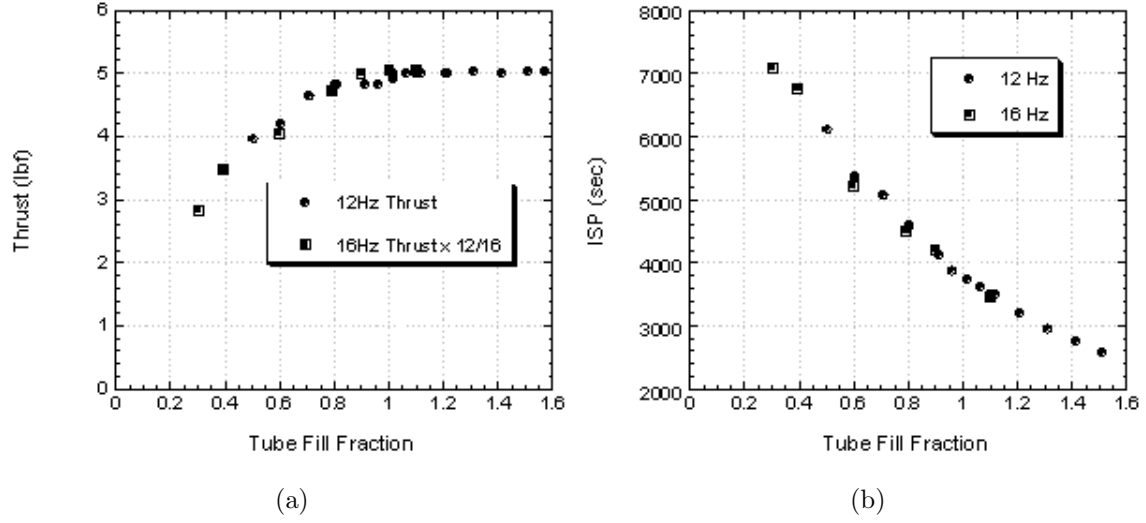 6
5
4
3
2
1
0
Thrust (lbf)
12Hz Thrust
16Hz Thrust x 12/16
0 0.2 0.4 0.6 0.8 1 1.2 1.4 1.6
Tube Fill Fraction
(a)
8000
7000
6000
5000
4000
3000
2000
ISP (sec)
12 Hz
16 Hz
0 0.2 0.4 0.6 0.8 1 1.2 1.4 1.6
Tube Fill Fraction
(b)